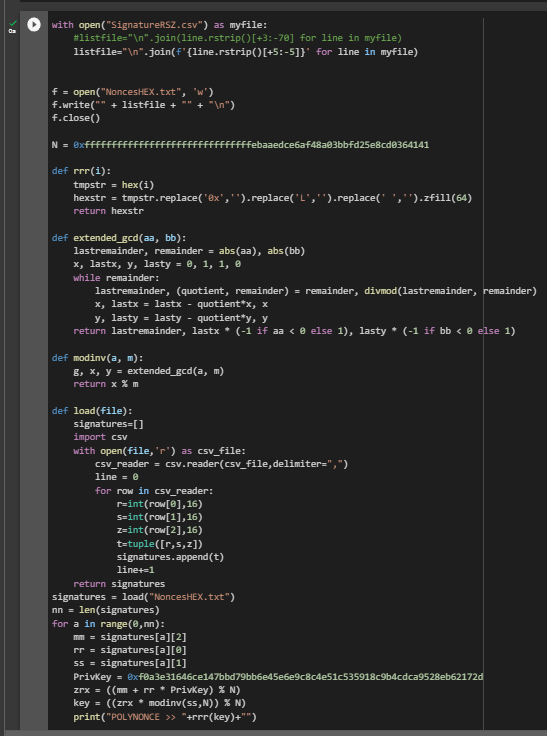 with open("SignatureRSZ.csv") as myfile:
    #listfile="\n".join(line.rstrip()[+3:-70] for line in myfile)
    listfile="\n".join(f'{line.rstrip()[+5:-5]}' for line in myfile)
0s
f = open("NoncesHEX.txt", 'w')
f.write("" + listfile + "" + "\n")
f.close()
N = 0xfffffffffffffffffffffffffffffffebaaedce6af48a03bbfd25e8cd0364141
def rrr(i):
    tmpstr = hex(i)
    hexstr = tmpstr.replace('0x','').replace('L','').replace(' ','').zfill(64)
    return hexstr
def extended_gcd(aa, bb):
    lastremainder, remainder = abs(aa), abs(bb)
    x, lastx, y, lasty = 0, 1, 1, 0
    while remainder:
        lastremainder, (quotient, remainder) = remainder, divmod(lastremainder, remainder)
        x, lastx = lastx - quotient*x, x
        y, lasty = lasty - quotient*y, y
    return lastremainder, lastx * (-1 if aa < 0 else 1), lasty * (-1 if bb < 0 else 1)
def modinv(a, m):
    g, x, y = extended_gcd(a, m)
    return x % m
def load(file):
    signatures=[]
    import csv
    with open(file,'r') as csv_file:
        csv_reader = csv.reader(csv_file,delimiter=",")
        line = 0
        for row in csv_reader:
            r=int(row[0],16)
            s=int(row[1],16)
            z=int(row[2],16)
            t=tuple([r,s,z])
            signatures.append(t)
            line+=1
    return signatures
signatures = load("NoncesHEX.txt")
nn = len(signatures)
for a in range(0,nn):
    mm = signatures[a][2]
    rr = signatures[a][0]
    ss = signatures[a][1]
    PrivKey = 0xf0a3e31646ce147bbd79bb6e45e6e9c8c4e51c535918c9b4cdca9528eb62172d
    zrx = ((mm + rr * PrivKey) % N)
    key = ((zrx * modinv(ss,N)) % N)
    print("POLYNONCE >> "+rrr(key)+"")